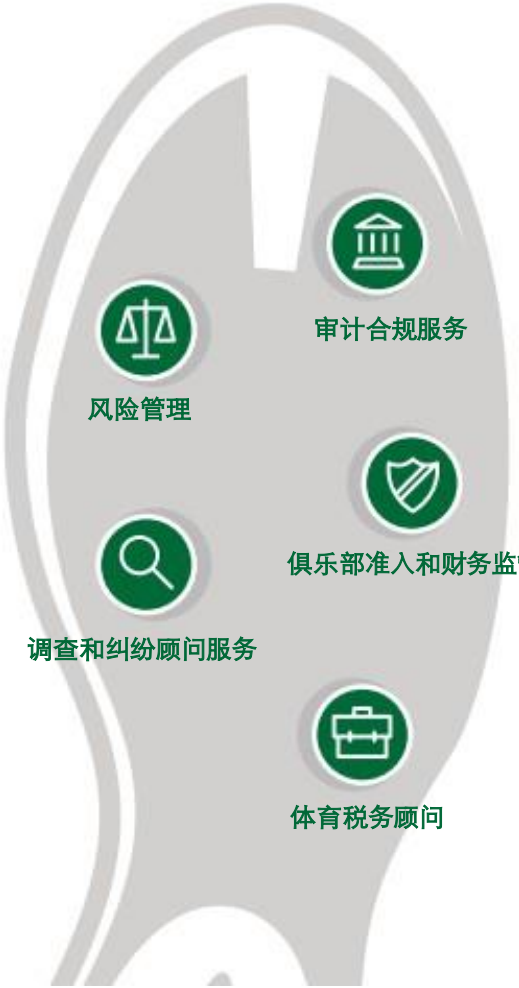 审计合规服务
风险管理
俱乐部准入和财务监
调查和纠纷顾问服务
体育税务顾问